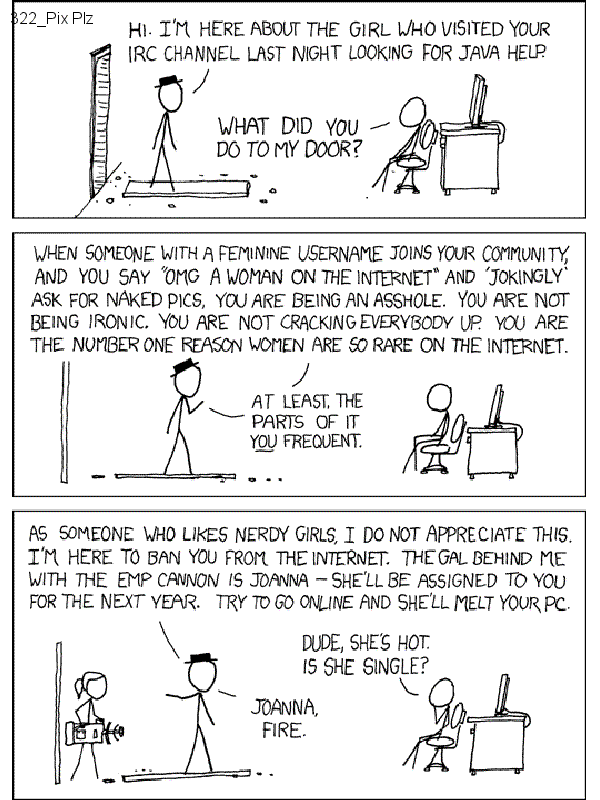 322_Pix Plz
HI. I'M HERE ABOUT THE GIRL WHO VISITED YOUR
IRC CHANNEL LAST NIGHT LOOKING FOR JAVA HELP.
WHAT DID YOU
DO TO MY DOOR?
WHEN SOMEONE WITH A FEMININE USERNAME JOINS YOUR COMMUNITY,
AND YOU SAY "OMG A WOMAN ON THE INTERNET" AND 'JOKINGLY'
ASK FOR NAKED PICS, YOU ARE BEING AN ASSHOLE. YOU ARE NOT
BEING IRONIC. YOU ARE NOT CRACKING EVERYBODY UP. YOU ARE
THE NUMBER ONE REASON WOMEN ARE SO RARE ON THE INTERNET.
AT LEAST, THE
PARTS OF IT
YOU FREQUENT.
AS SOMEONE WHO LIKES NERDY GIRLS, I DO NOT APPRECIATE THIS.
I'M HERE TO BAN YOU FROM THE INTERNET. THE GAL BEHIND ME
WITH THE EMP CANNON IS JOANNA – SHE'LL BE ASSIGNED TO YOU
FOR THE NEXT YEAR. TRY TO GO ONLINE AND SHE'LL MELT YOUR PC.
DUDE, SHE'S HOT.
IS SHE SINGLE?
JOANNA,
FIRE.